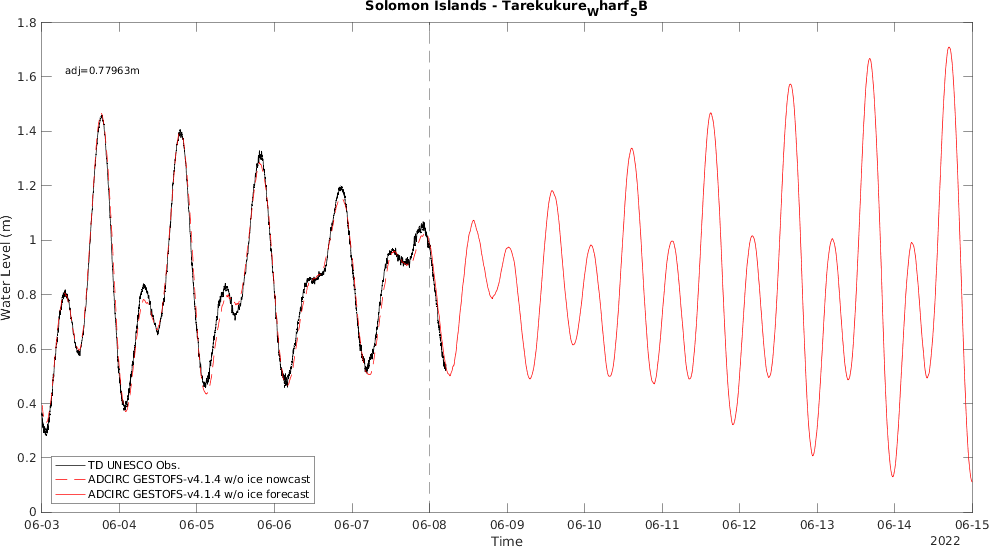 Solomon Islands - TarekukureWharfSB
1.8
1.6
1.4
1.2
1
0.8
0.6
0.4
0.2
0
Water Level (m)
adj=0.77963m
TD UNESCO Obs.
ADCIRC GESTOFS-v4.1.4 w/o ice nowcast
ADCIRC GESTOFS-v4.1.4 w/o ice forecast
06-03 06-04 06-05 06-06 06-07 06-08 06-09 06-10 06-11 06-12 06-13 06-14 06-15
Time
2022